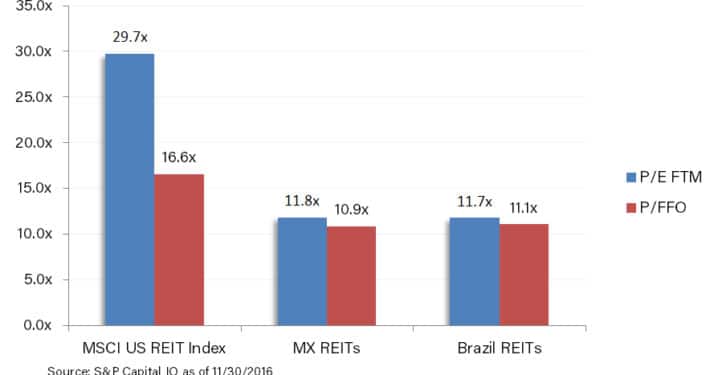 35.0x
30.0x
25.0x
20.0x
15.0x
10.0x
5.0x
0.0x
29.7x
16.6x
11.8x
10.9x
11.7x
11.1x
MSCI US REIT Index
MX REITs
Brazil REITs
P/E FTM
P/FFO
Source: S&P Capital IQ as of 11/30/2016